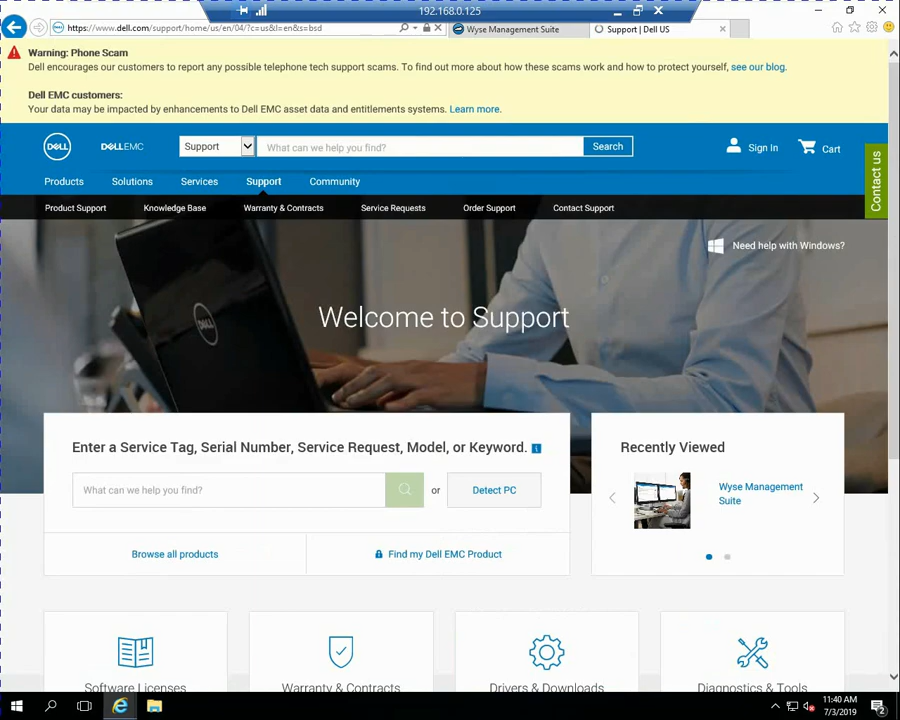 192.168.0.125
https://www.dell.com/support/home/us/en/04/?c=us&l=en&s=bsd
Wyse Management Suite
Support | Dell US
Warning: Phone Scam
Dell encourages our customers to report any possible telephone tech support scams. To find out more about how these scams work and how to protect yourself, see our blog.
Dell EMC customers:
Your data may be impacted by enhancements to Dell EMC asset data and entitlements systems. Learn more.
DELL
DELLEMC
Support
What can we help you find?
Search
Sign In
Cart
Contact us
Products
Solutions
Services
Support
Community
Product Support
Knowledge Base
Warranty & Contracts
Service Requests
Order Support
Contact Support
Need help with Windows?
DELL
Welcome to Support
Enter a Service Tag, Serial Number, Service Request, Model, or Keyword.
What can we help you find?
or
Detect PC
Browse all products
Find my Dell EMC Product
Recently Viewed
Wyse Management
Suite
Software Licenses
Warranty & Contracts
Drivers & Downloads
Diagnostics & Tools
11:40 AM
7/3/2019
2